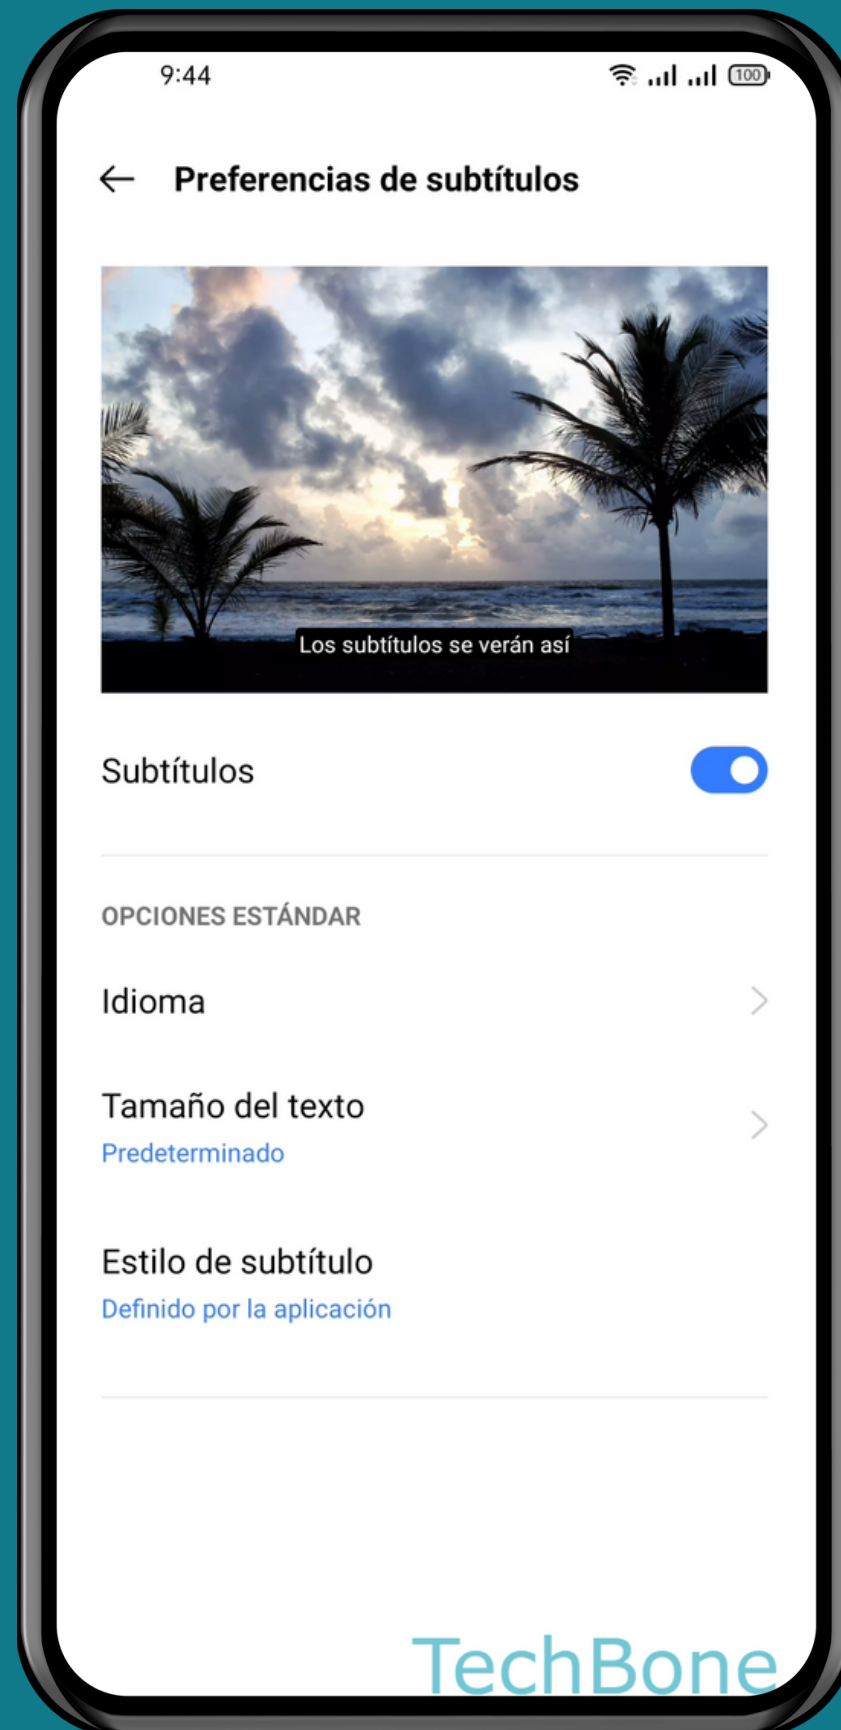 9:44
100
Preferencias de subtítulos
Los subtítulos se verán así
Subtítulos
OPCIONES ESTÁNDAR
Idioma
Tamaño del texto
Predeterminado
Estilo de subtítulo
Definido por la aplicación
TechBone